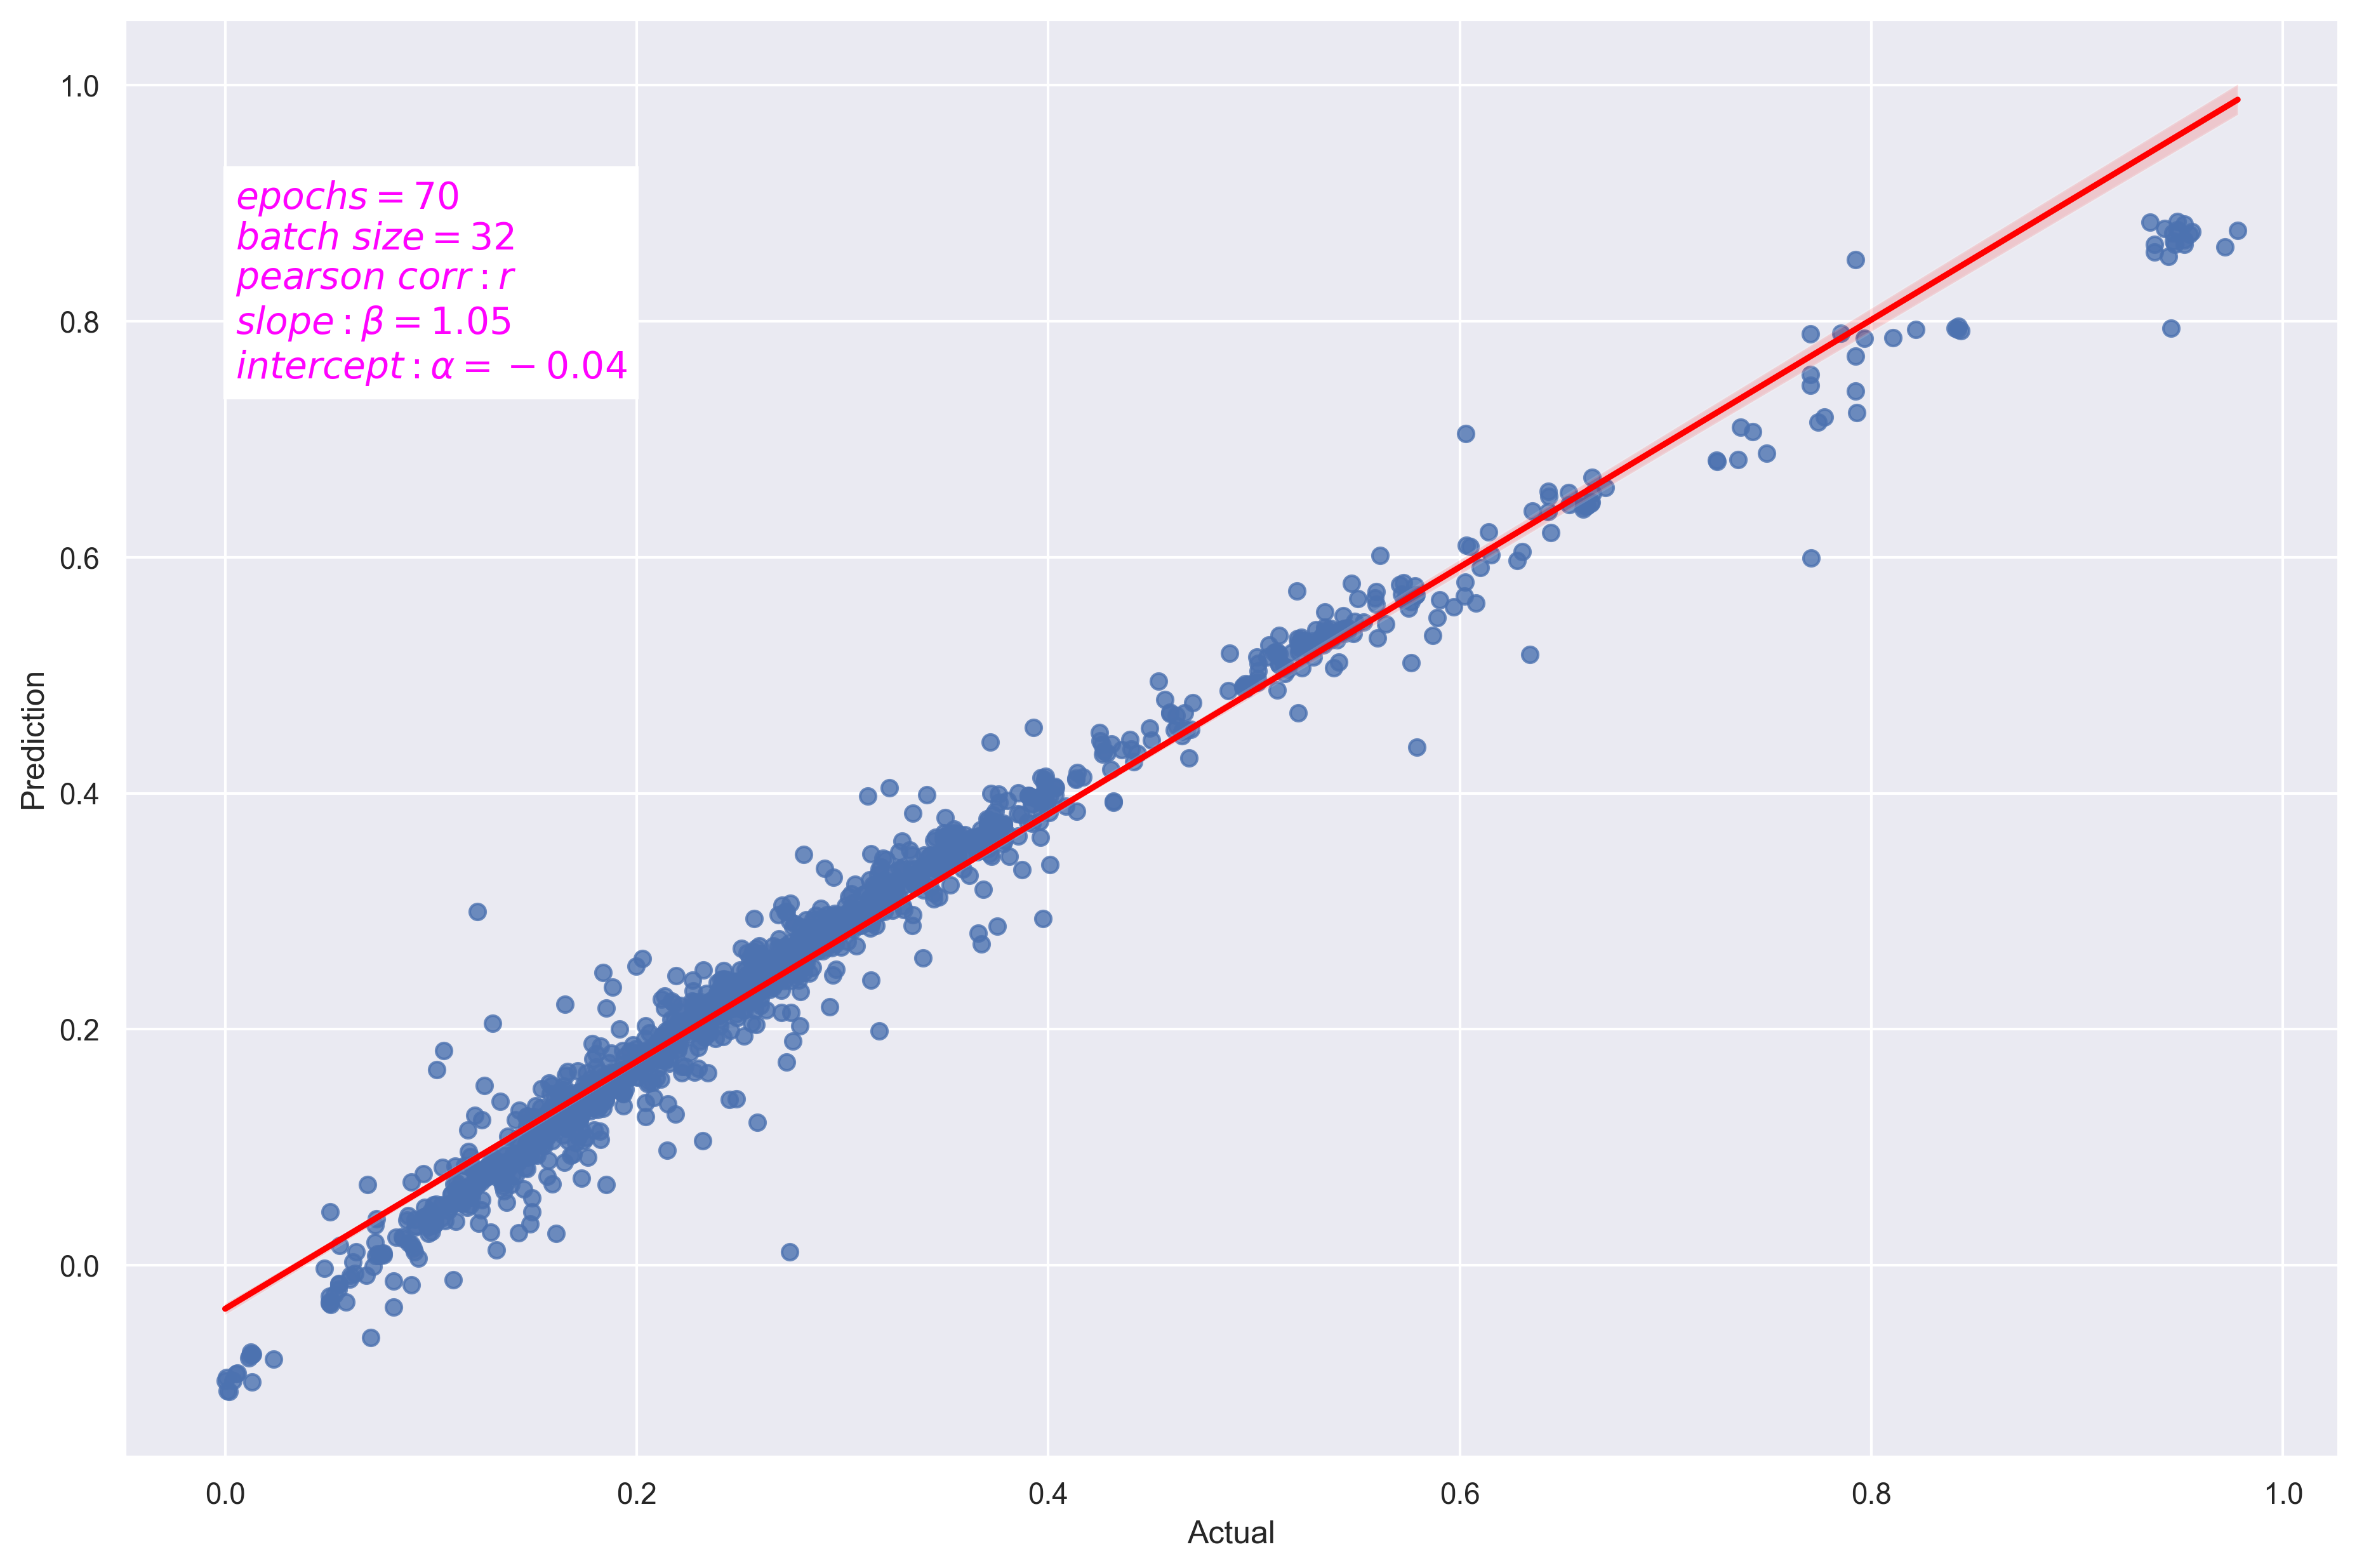 1.0
0.8
0.6
0.4
0.2
0.0
epochs = 70
batch size = 32
pearson corr : r
slope : β = 1.05
intercept : α = − 0.04
Prediction
0.0 0.2 0.4 0.6 0.8 1.0
Actual